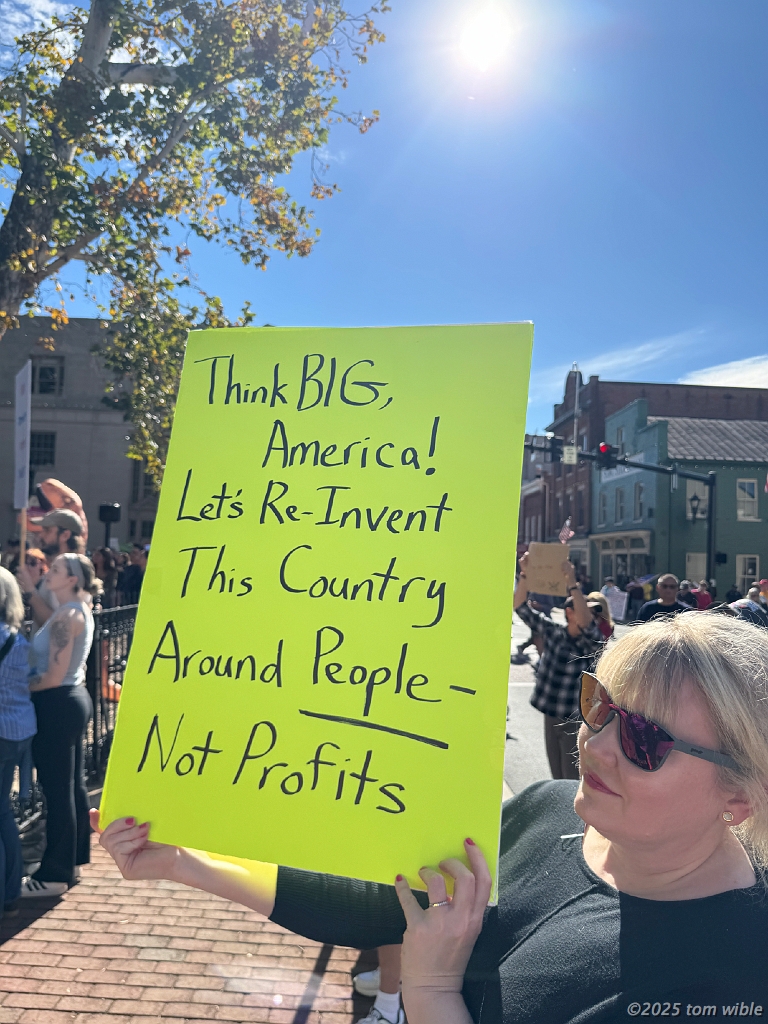 Think BIG,
America!
Let's Re-Invent
This Country
Around People-
Not Profits
©2025 tom wible